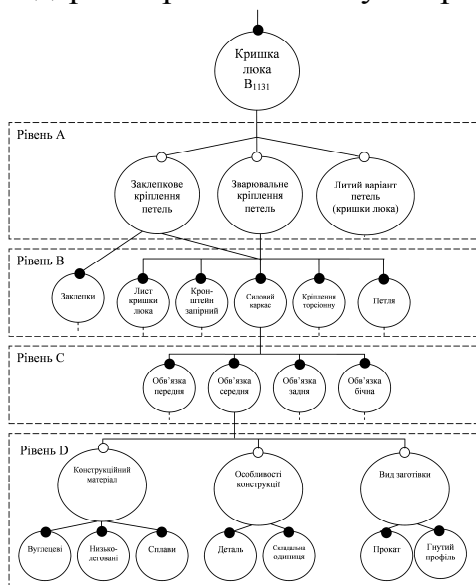 Кришка
люка
В1131
Рівень А
Заклепкове
кріплення
петель
Зварювальне
кріплення
петель
Литий варіант
петель
(кришки люка)
Рівень В
Заклепки
Лист
кришки
люка
Крон-
штейн
запірний
Силовий
каркас
Кріплення
торсіонну
Петля
Рівень С
Обв’язка
передня
Обв’язка
середня
Обв’язка
задня
Обв’язка
бічна
Рівень D
Конструкційний
матеріал
Особливості
конструкції
Вид заготівки
Вуглецеві
Низько-
леговані
Сплави
Деталь
Складальна
одиниця
Прокат
Гнутий
профіль